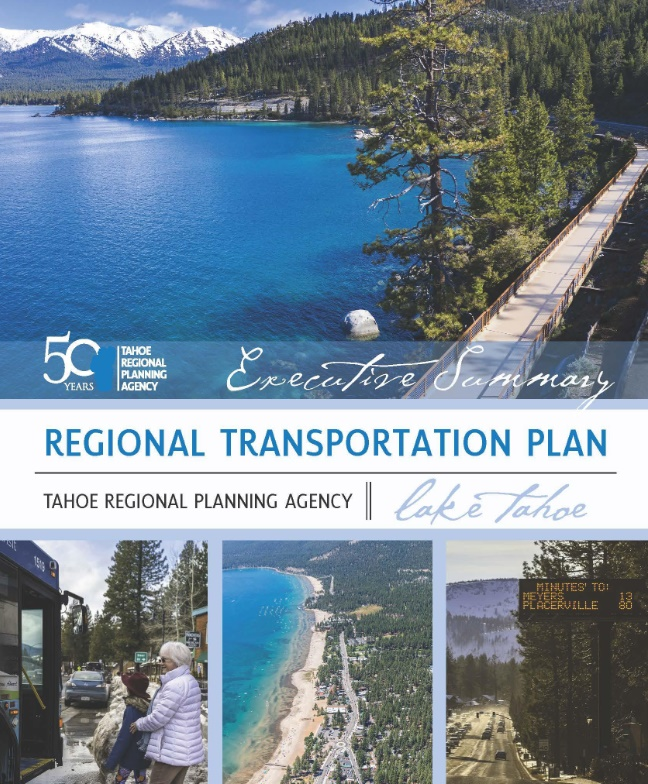 50
YEARS
TAHOE
REGIONAL
PLANNING
AGENCY
Executive Summary
REGIONAL TRANSPORTATION PLAN
TAHOE REGIONAL PLANNING AGENCY
lake tahoe
1519
MINUTES TO:
MEYERS 13
PLACERVILLE 80